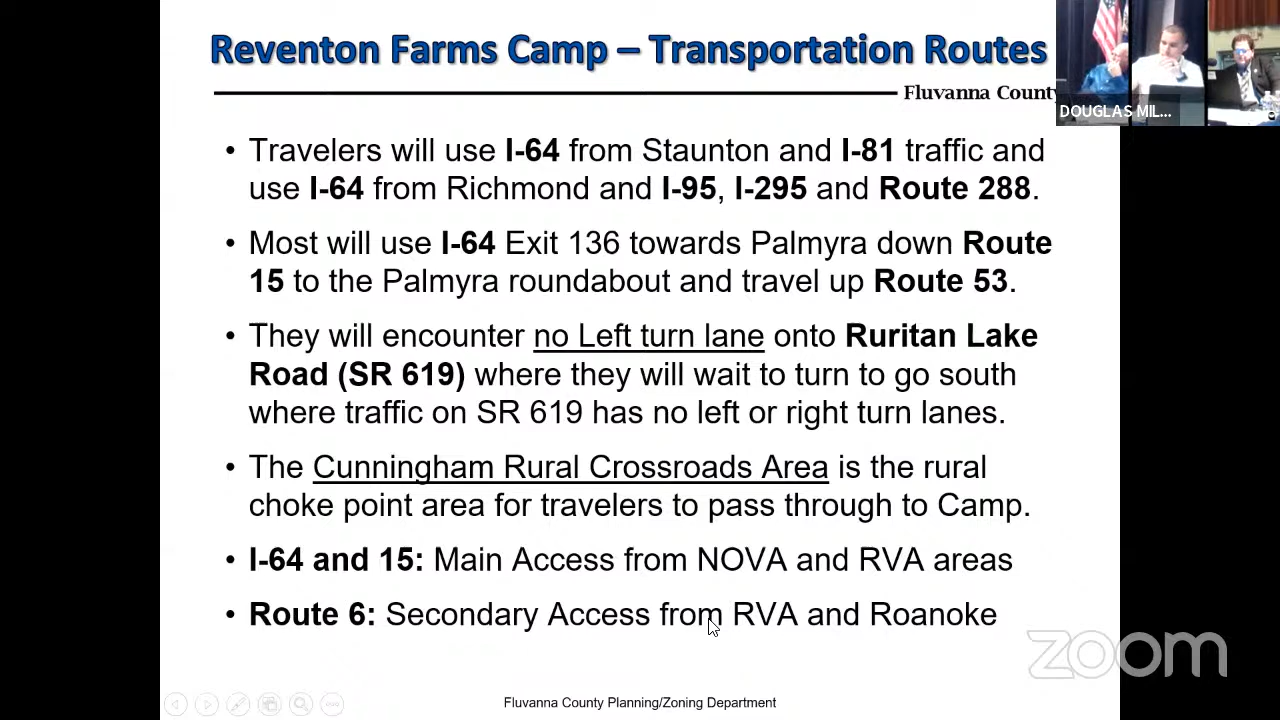 Reventon Farms Camp – Transportation Routes
Fluvanna County
DOUGLAS MIL...
• Travelers will use I-64 from Staunton and I-81 traffic and
use I-64 from Richmond and I-95, I-295 and Route 288.
• Most will use I-64 Exit 136 towards Palmyra down Route
15 to the Palmyra roundabout and travel up Route 53.
• They will encounter no Left turn lane onto Ruritan Lake
Road (SR 619) where they will wait to turn to go south
where traffic on SR 619 has no left or right turn lanes.
• The Cunningham Rural Crossroads Area is the rural
choke point area for travelers to pass through to Camp.
• I-64 and 15: Main Access from NOVA and RVA areas
• Route 6: Secondary Access from RVA and Roanoke
zoom
Fluvanna County Planning/Zoning Department